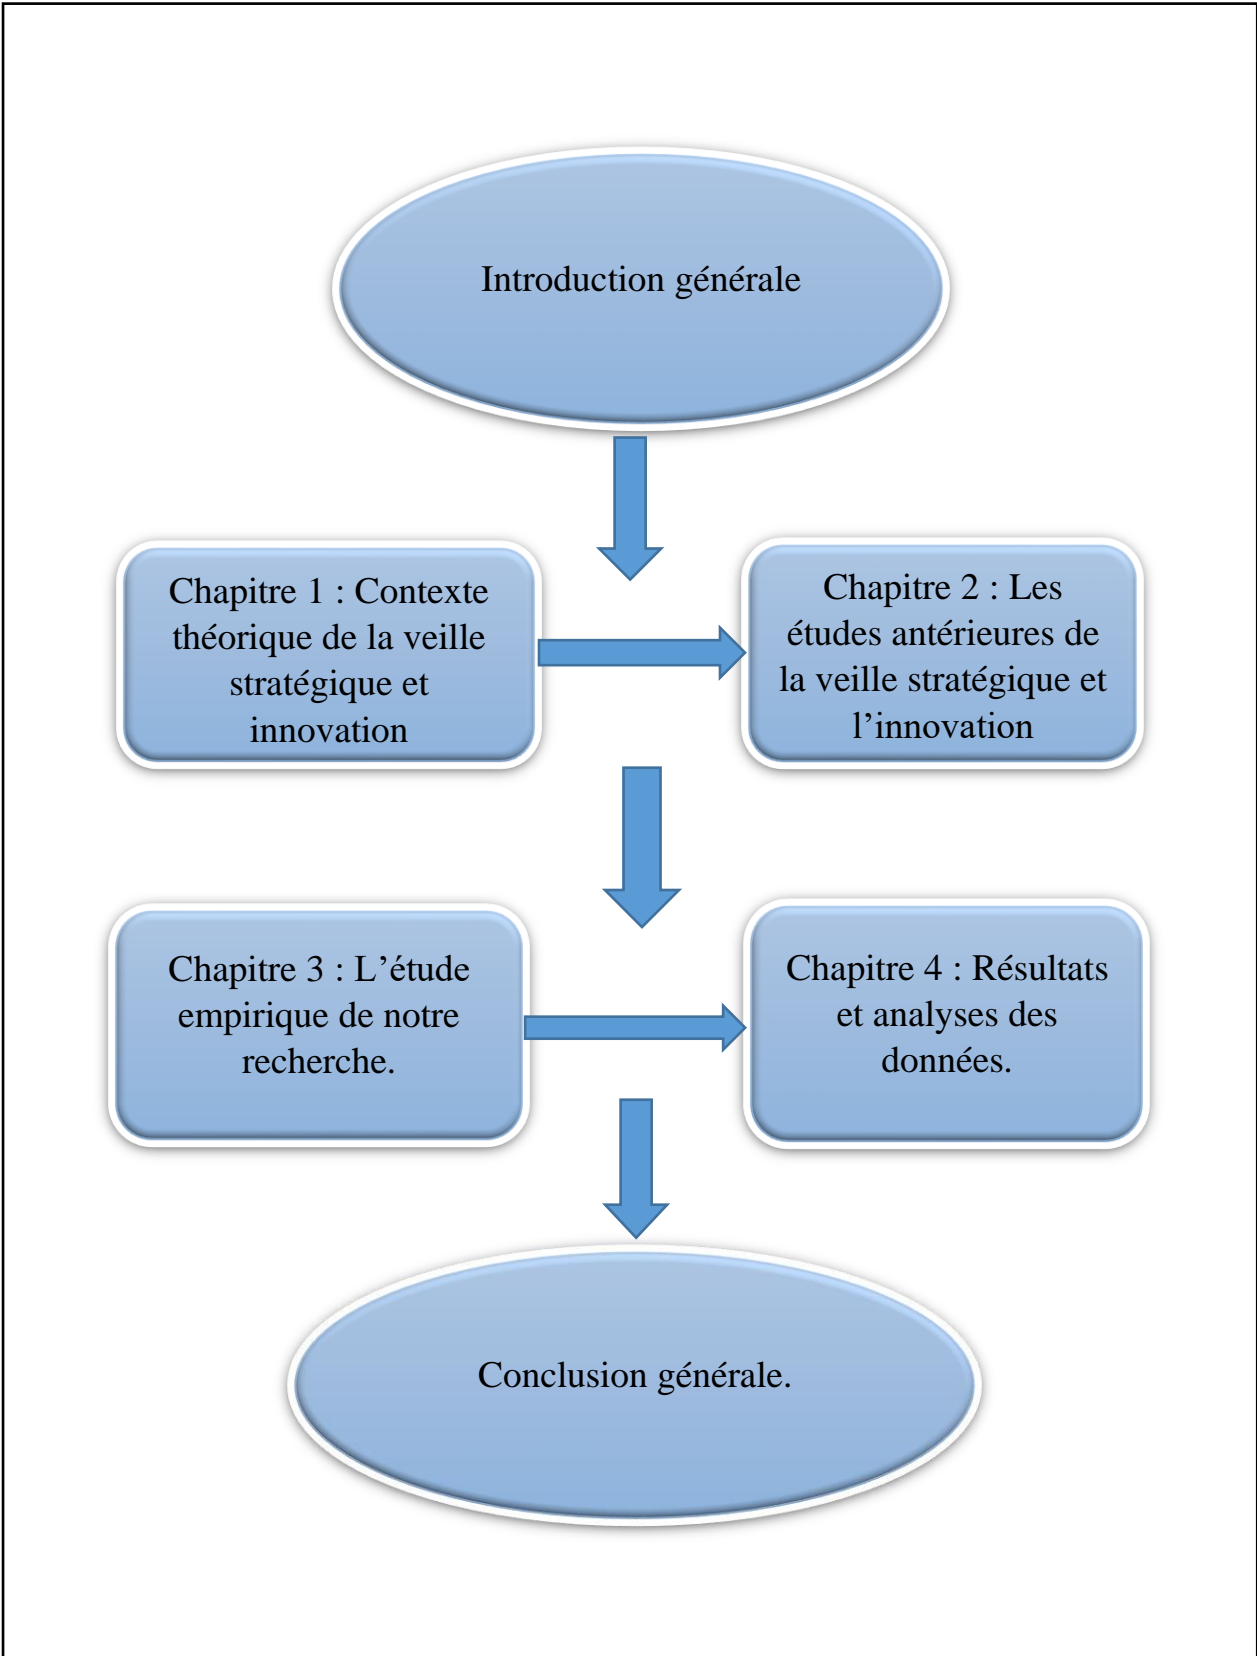 Introduction générale
Chapitre 1 : Contexte
théorique de la veille
stratégique et
innovation
Chapitre 2 : Les
études antérieures de
la veille stratégique et
l’innovation
Chapitre 3 : L’étude
empirique de notre
recherche.
Chapitre 4 : Résultats
et analyses des
données.
Conclusion générale.